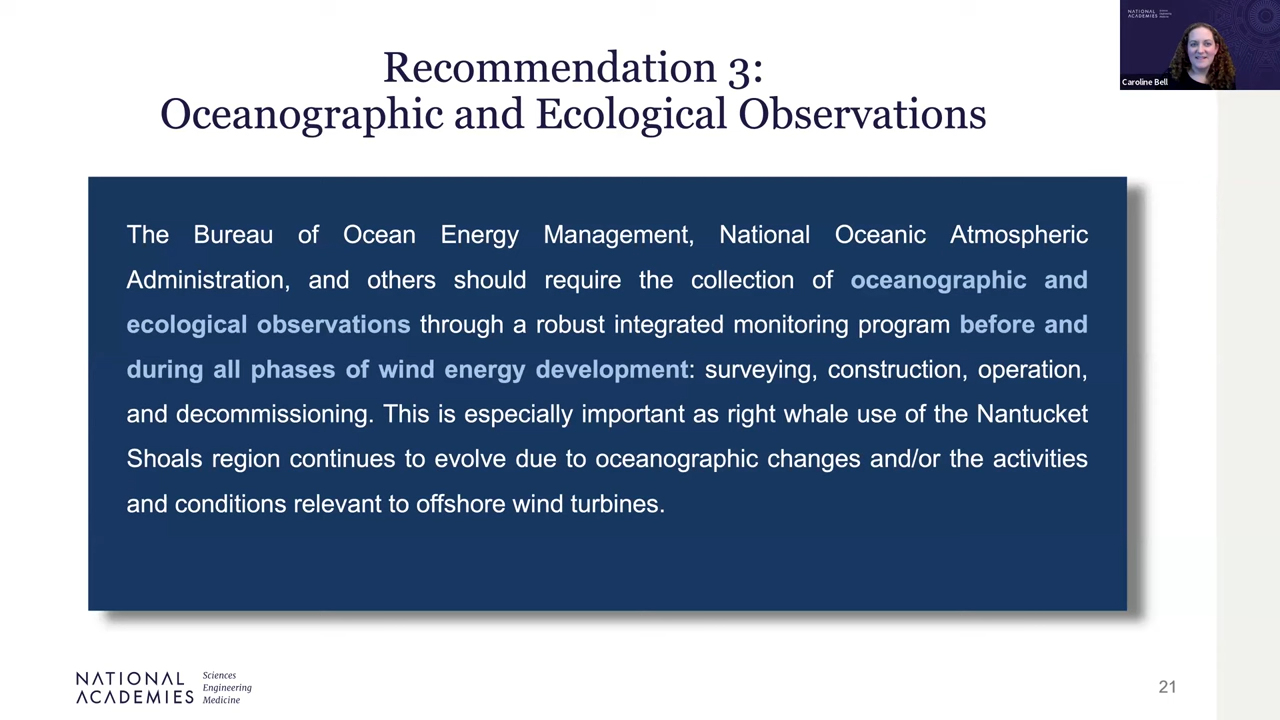 Recommendation 3:
Oceanographic and Ecological Observations
NATIONAL
ACADEMIES
Caroline Bell
The Bureau of Ocean Energy Management, National Oceanic Atmospheric
Administration, and others should require the collection of oceanographic and
ecological observations through a robust integrated monitoring program before and
during all phases of wind energy development: surveying, construction, operation,
and decommissioning. This is especially important as right whale use of the Nantucket
Shoals region continues to evolve due to oceanographic changes and/or the activities
and conditions relevant to offshore wind turbines.
NATIONAL
ACADEMIES
Sciences
Engineering
Medicine
21